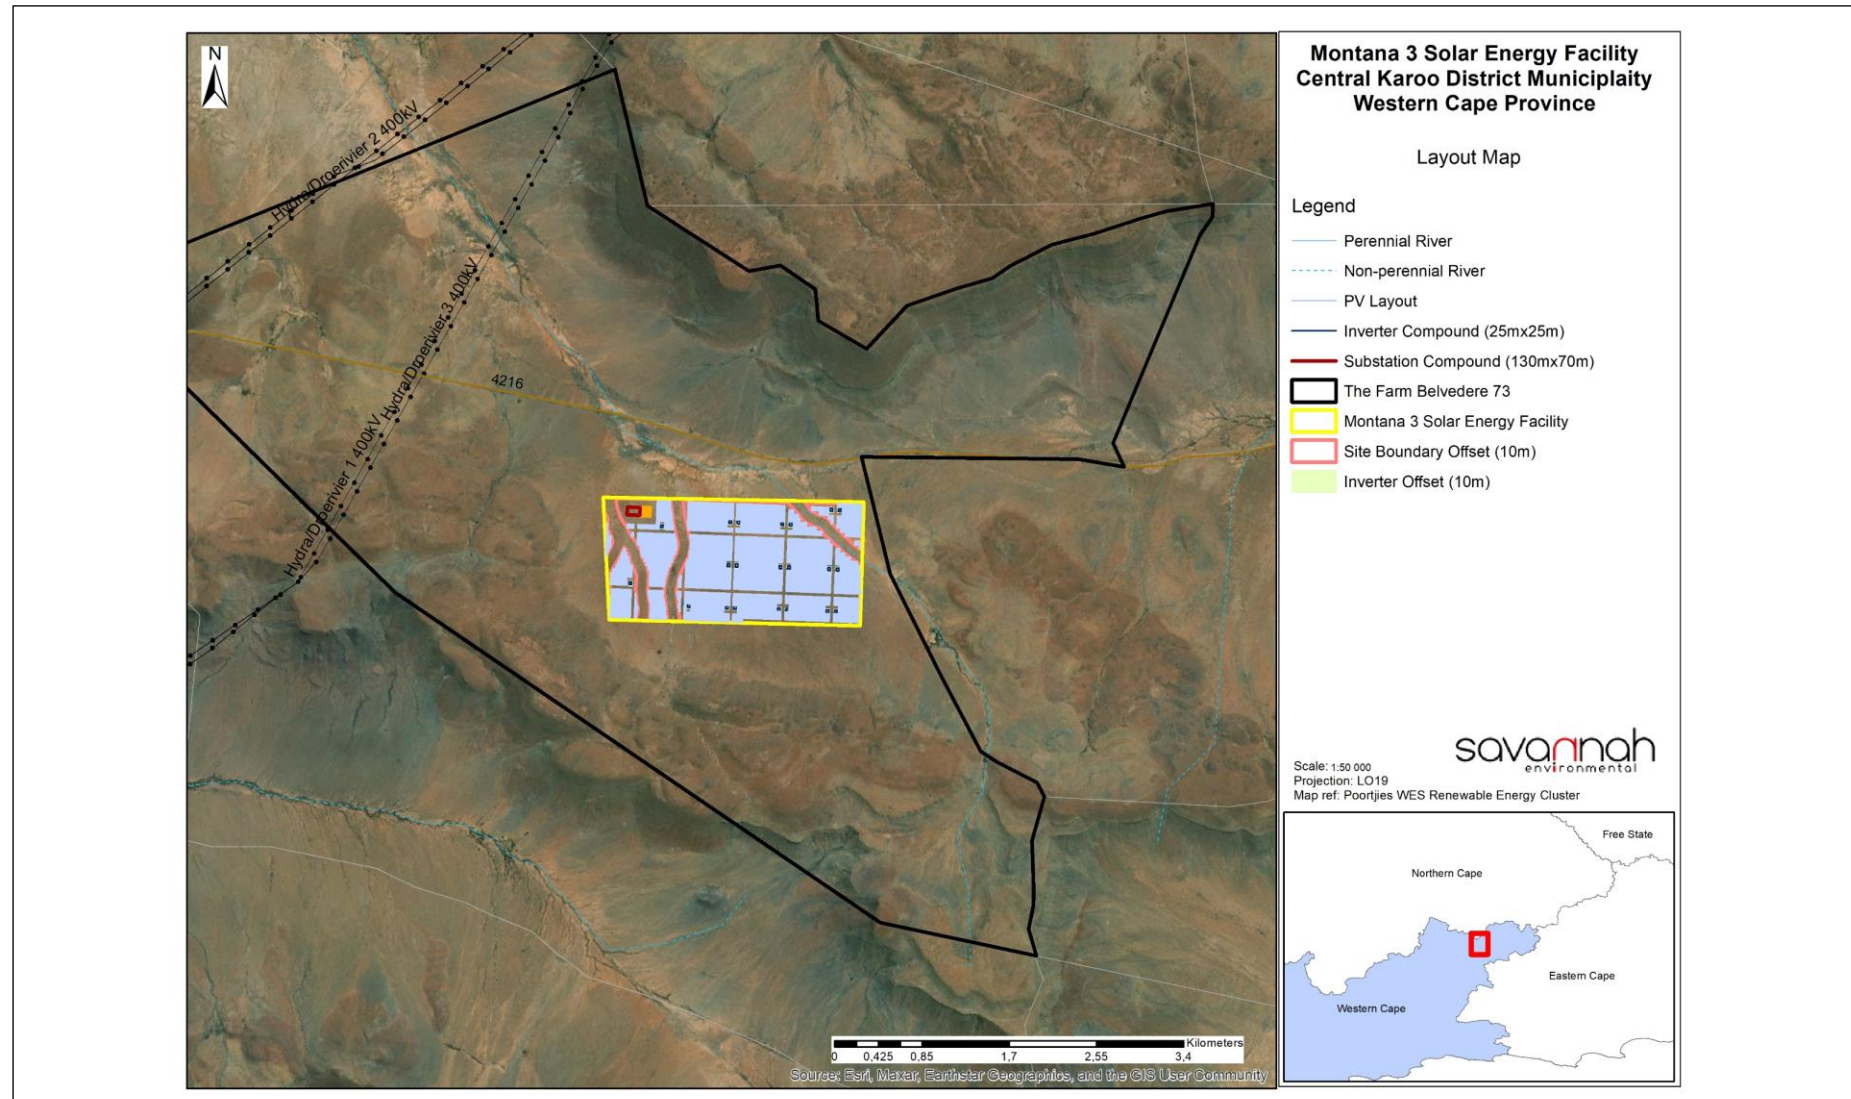 N
Hydra/Droerivier 2 400kV
Hydra/Droerivier 3 400kV
4216
Hydra/Droerivier 1 400kV
0 0,425 0,85 1,7 2,55 3,4 Kilometers
Source: Esri, Maxar, Earthstar Geographics, and the GIS User Community
Montana 3 Solar Energy Facility
Central Karoo District Municiplaity
Western Cape Province
Layout Map
Legend
Perennial River
Non-perennial River
PV Layout
Inverter Compound (25mx25m)
Substation Compound (130mx70m)
The Farm Belvedere 73
Montana 3 Solar Energy Facility
Site Boundary Offset (10m)
Inverter Offset (10m)
savannah
environmental
Scale: 1:50 000
Projection: LO19
Map ref: Poortjies WES Renewable Energy Cluster
Free State
Northern Cape
Eastern Cape
Western Cape